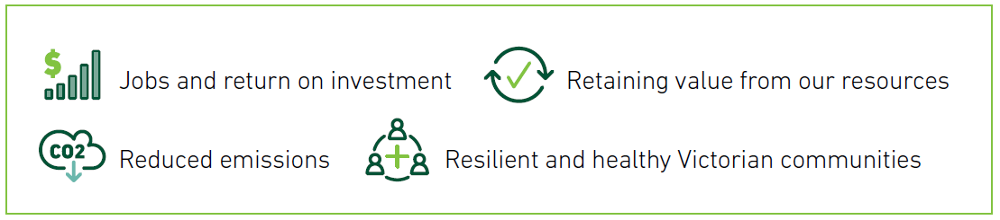 $
Jobs and return on investment
Retaining value from our resources
CO2
Reduced emissions
Resilient and healthy Victorian communities